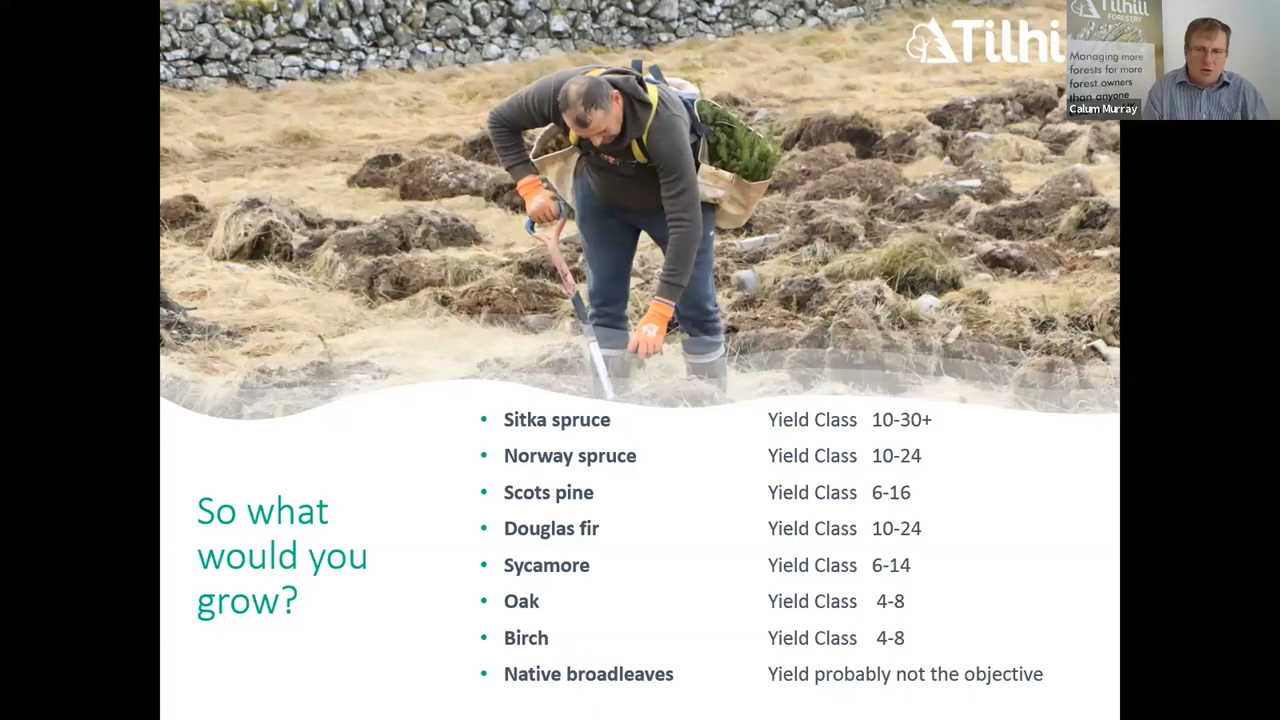 Tilhi
Tilhill
FORESTRY
Managing more
forests for more
forest owners
than anyone
Calum Murray
So what
would you
grow?
• Sitka spruce Yield Class 10-30+
• Norway spruce Yield Class 10-24
• Scots pine Yield Class 6-16
• Douglas fir Yield Class 10-24
• Sycamore Yield Class 6-14
• Oak Yield Class 4-8
• Birch Yield Class 4-8
• Native broadleaves Yield probably not the objective